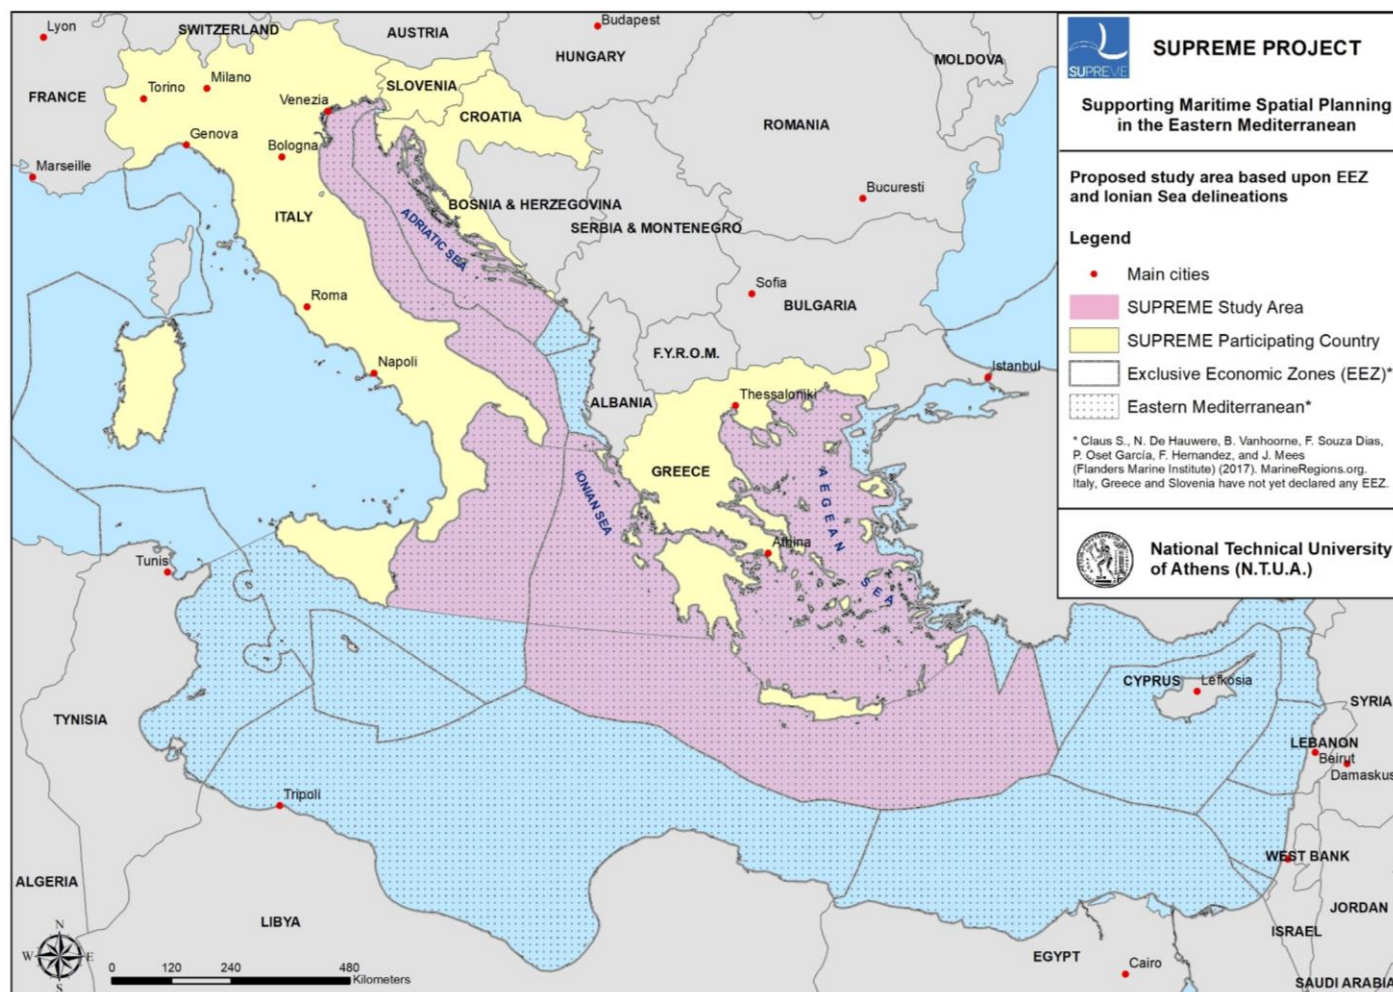 Lyon
SWITZERLAND
AUSTRIA
Budapest
HUNGARY
MOLDOVA
FRANCE
Torino
Milano
Venezia
SLOVENIA
CROATIA
ROMANIA
Genova
Bologna
Marseille
BOSNIA & HERZEGOVINA
Bucuresti
ITALY
ADRIATIC SEA
SERBIA & MONTENEGRO
Roma
Sofia
BULGARIA
F.Y.R.O.M.
Napoli
Istanbul
ALBANIA
Thessaloniki
GREECE
IONIAN SEA
AEGEAN
SEA
Athina
Tunis
TYNISIA
CYPRUS
Lefkosia
SYRIA
LEBANON
Beirut
Damaskus
Tripoli
WEST BANK
ALGERIA
LIBYA
JORDAN
ISRAEL
EGYPT
Cairo
SAUDI ARABIA
N
W
E
S
0 120 240 480
Kilometers
SUPREME
SUPREME PROJECT
Supporting Maritime Spatial Planning
in the Eastern Mediterranean
Proposed study area based upon EEZ
and Ionian Sea delineations
Legend
Main cities
SUPREME Study Area
SUPREME Participating Country
Exclusive Economic Zones (EEZ)*
Eastern Mediterranean*
* Claus S., N. De Hauwere, B. Vanhoorne, F. Souza Dias,
P. Oset García, F. Hernandez, and J. Mees
(Flanders Marine Institute) (2017). MarineRegions.org.
Italy, Greece and Slovenia have not yet declared any EEZ.
National Technical University
of Athens (N.T.U.A.)